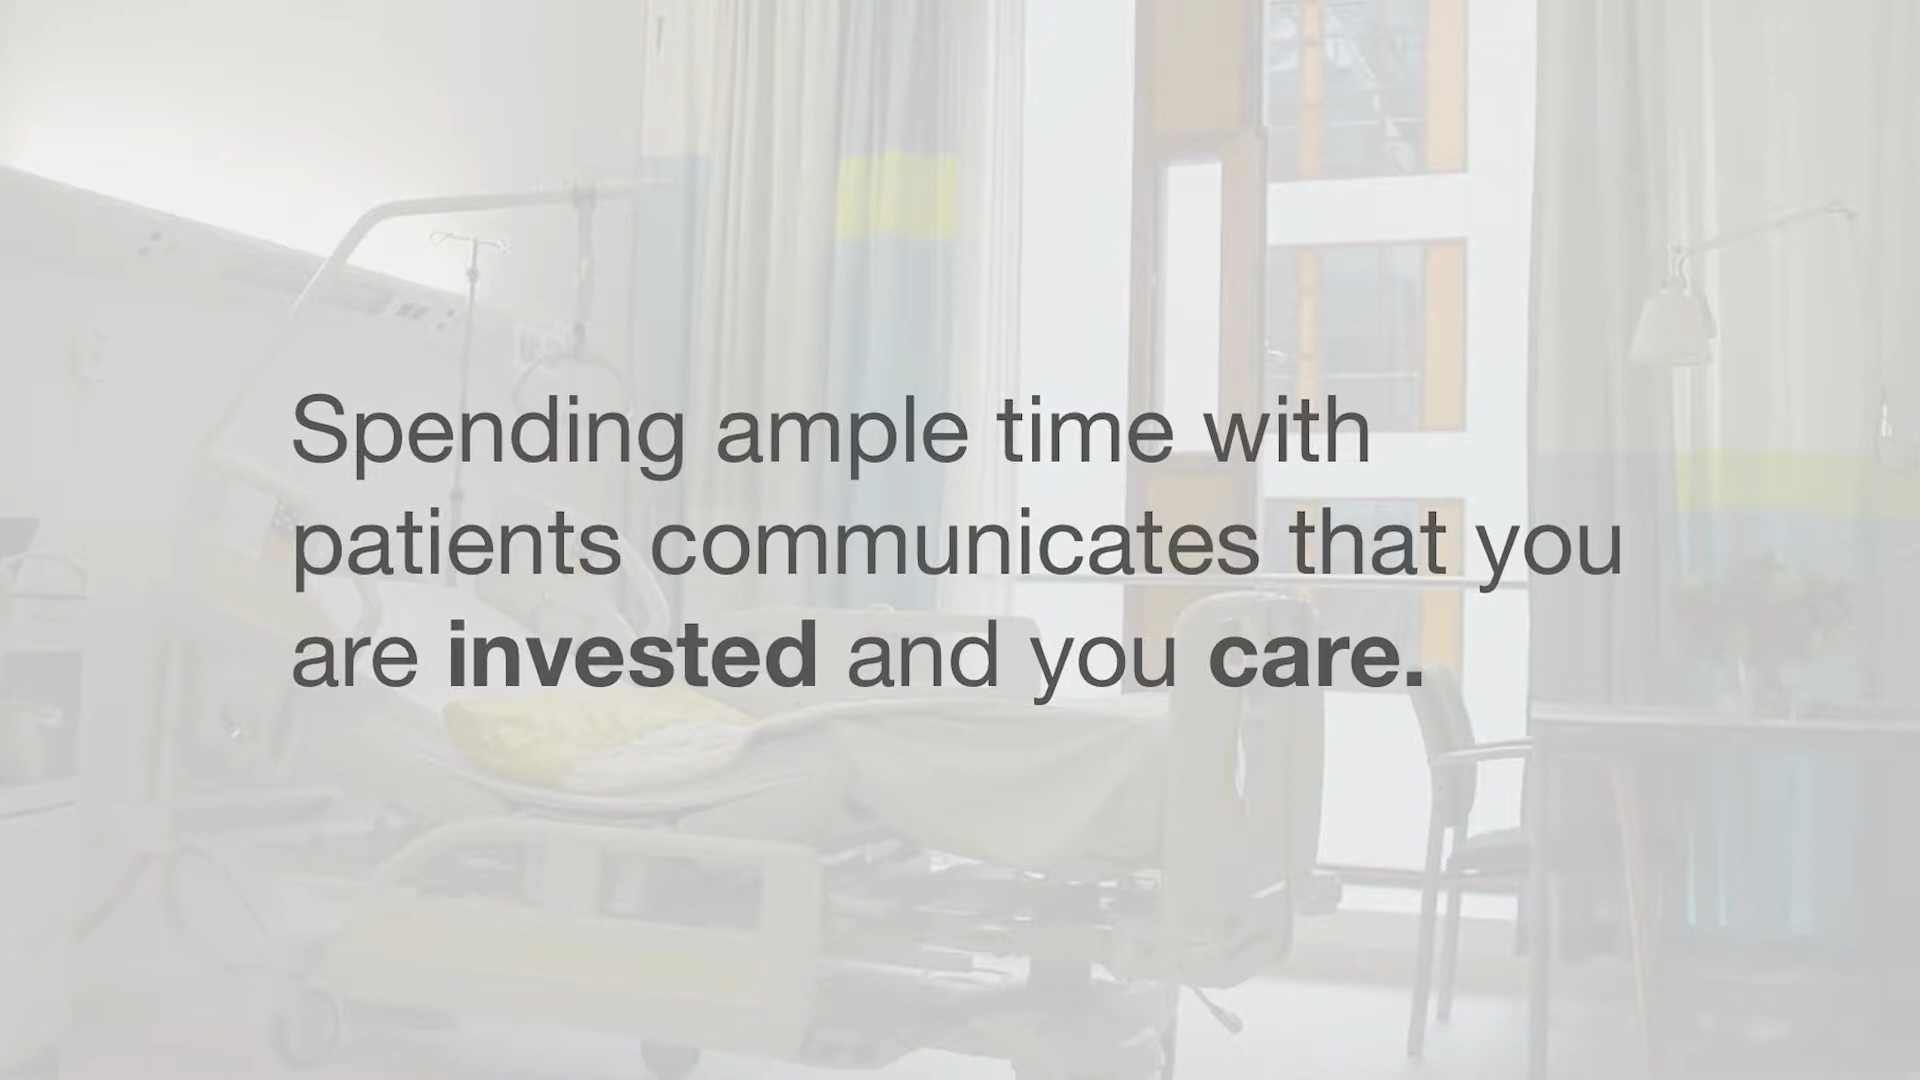 Spending ample time with
patients communicates that you
are invested and you care.